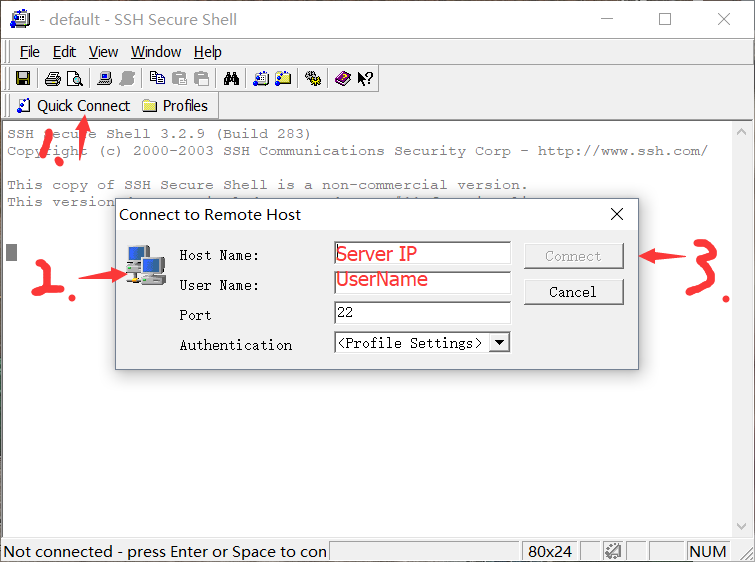 - default - SSH Secure Shell
File Edit View Window Help
Quick Connect Profiles
1.
SSH Secure Shell 3.2.9 (Build 283)
Copyright (c) 2000-2003 SSH Communications Security Corp - http://www.ssh.com/
This copy of SSH Secure Shell is a non-commercial version.
This version
Connect to Remote Host
2.
Host Name: Server IP
Connect
3.
User Name: UserName
Cancel
Port 22
Authentication <Profile Settings>
Not connected - press Enter or Space to con 80x24 NUM